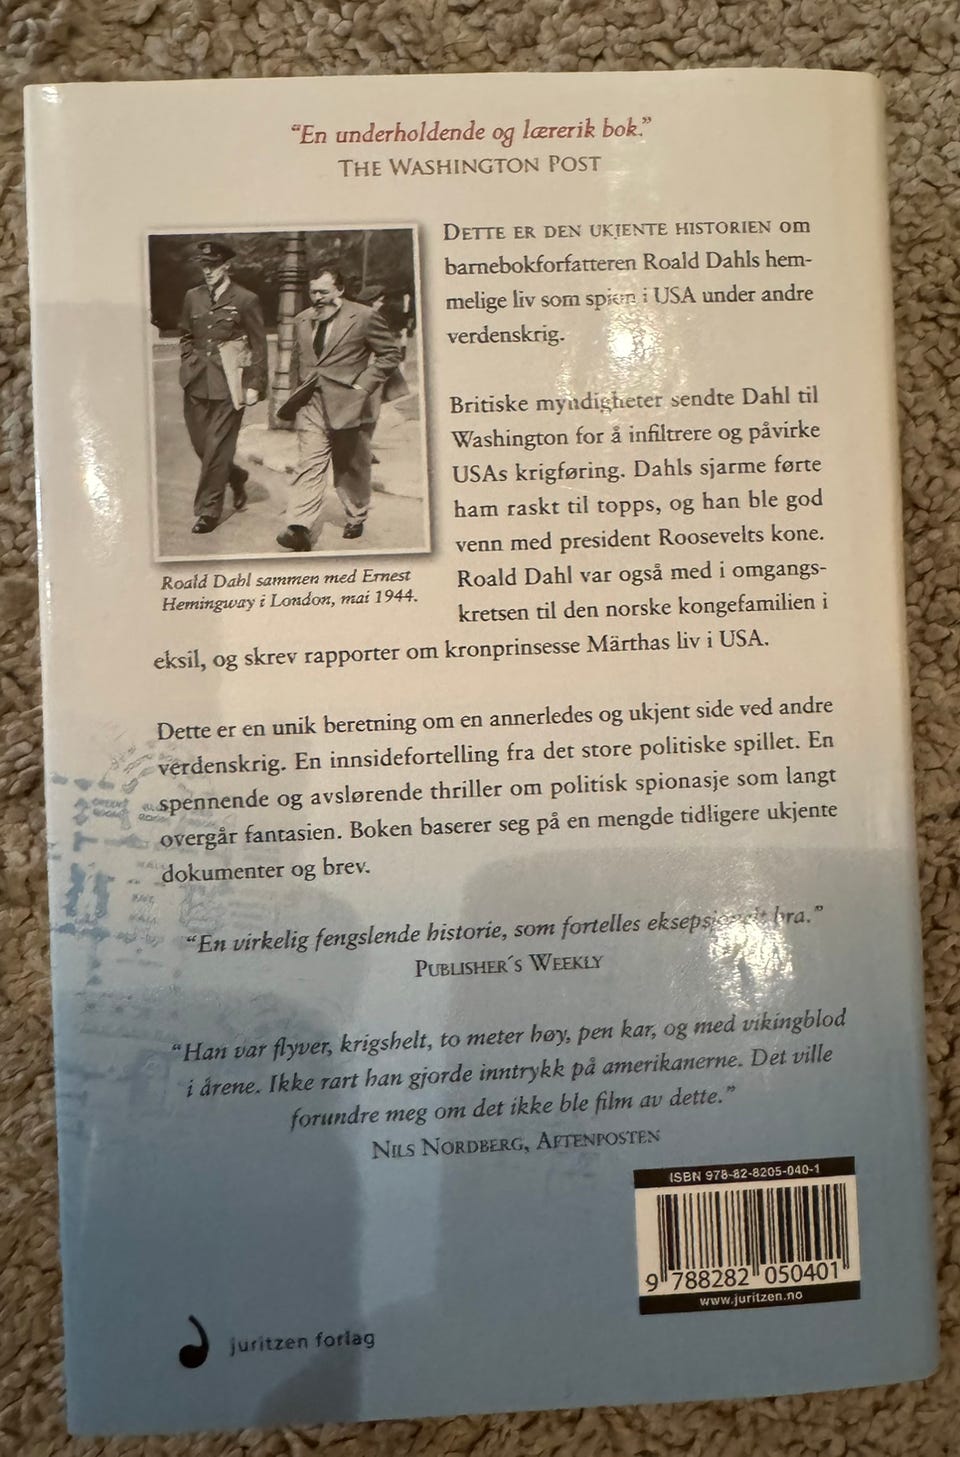 “En underholdende og lærerik bok.”
THE WASHINGTON POST
DETTE ER DEN UKJENTE HISTORIEN om
barnebokforfatteren Roald Dahls hem-
melige liv som spion i USA under andre
verdenskrig.
Britiske myndigheter sendte Dahl til
Washington for å infiltrere og påvirke
USAs krigføring. Dahls sjarme førte
ham raskt til topps, og han ble god
venn med president Roosevelts kone.
Roald Dahl var også med i omgangs-
kretsen til den norske kongefamilien i
eksil, og skrev rapporter om kronprinsesse Märthas liv i USA.
Roald Dahl sammen med Ernest
Hemingway i London, mai 1944.
Dette er en unik beretning om en annerledes og ukjent side ved andre
verdenskrig. En innsidefortelling fra det store politiske spillet. En
spennende og avslørende thriller om politisk spionasje som langt
overgår fantasien. Boken baserer seg på en mengde tidligere ukjente
dokumenter og brev.
“En virkelig fengslende historie, som fortelles eksepsjonelt bra.”
PUBLISHER´S WEEKLY
“Han var flyver, krigshelt, to meter høy, pen kar, og med vikingblod
i årene. Ikke rart han gjorde inntrykk på amerikanerne. Det ville
forundre meg om det ikke ble film av dette.”
NILS NORDBERG, AFTENPOSTEN
ISBN 978-82-8205-040-1
9 788282 050401
www.juritzen.no
juritzen forlag